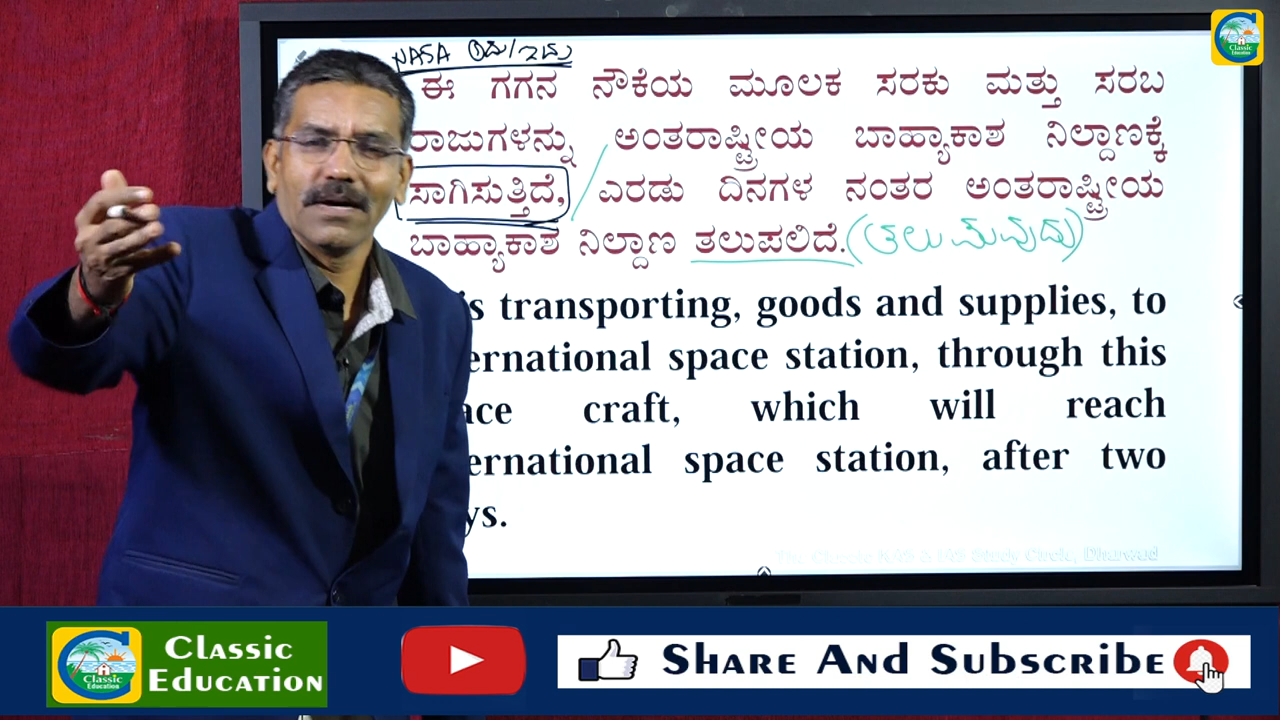 NASA
ಈ ಗಗನ ನೌಕೆಯ ಮೂಲಕ ಸರಕು ಮತ್ತು ಸರಬ
ರಾಜುಗಳನ್ನು ಅಂತರಾಷ್ಟ್ರೀಯ ಬಾಹ್ಯಾಕಾಶ ನಿಲ್ದಾಣಕ್ಕೆ
ಸಾಗಿಸುತ್ತಿದೆ, ಎರಡು ದಿನಗಳ ನಂತರ ಅಂತರಾಷ್ಟ್ರೀಯ
ಬಾಹ್ಯಾಕಾಶ ನಿಲ್ದಾಣ ತಲುಪಲಿದೆ. (ತಲುಪುವುದು)
is transporting, goods and supplies, to
ernational space station, through this
ace craft, which will reach
ernational space station, after two
ys.
Classic
Education
Classic
Education
Classic
Education
Share And Subscribe